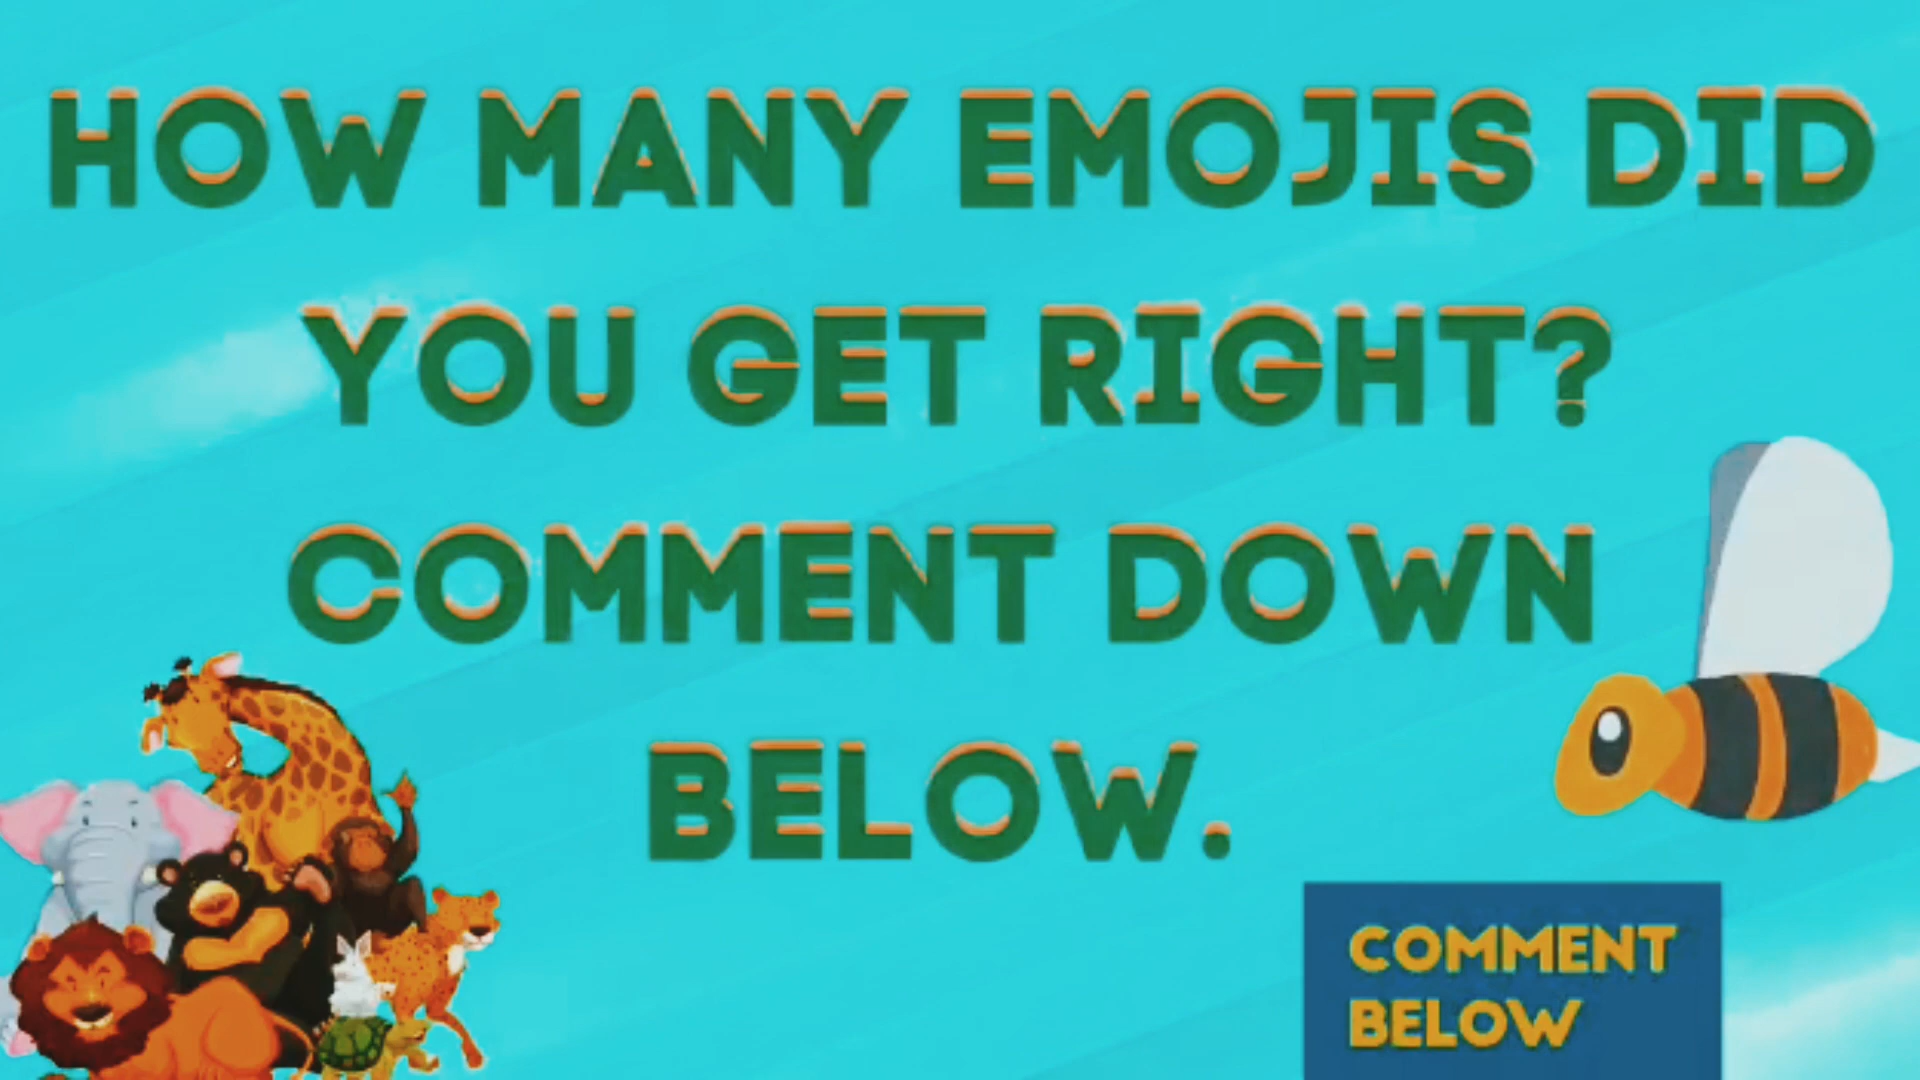 HOW MANY EMOJIS DID
YOU GET RIGHT?
COMMENT DOWN
BELOW.
COMMENT
BELOW